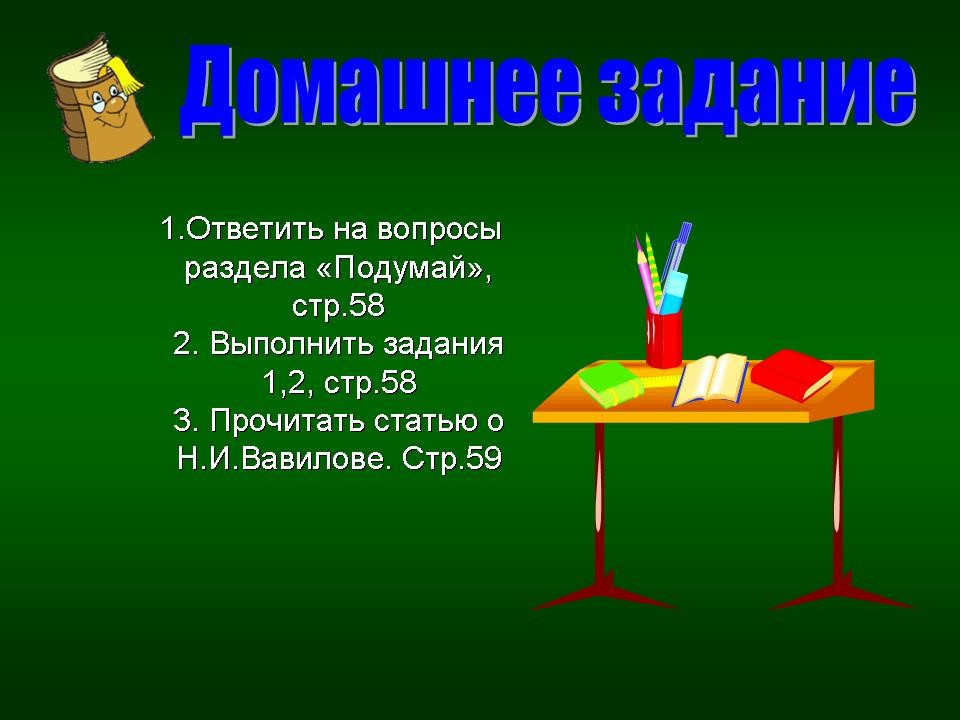 Домашнее задание
1.Ответить на вопросы
раздела «Подумай»,
стр.58
2. Выполнить задания
1,2, стр.58
3. Прочитать статью о
Н.И.Вавилове. Стр.59